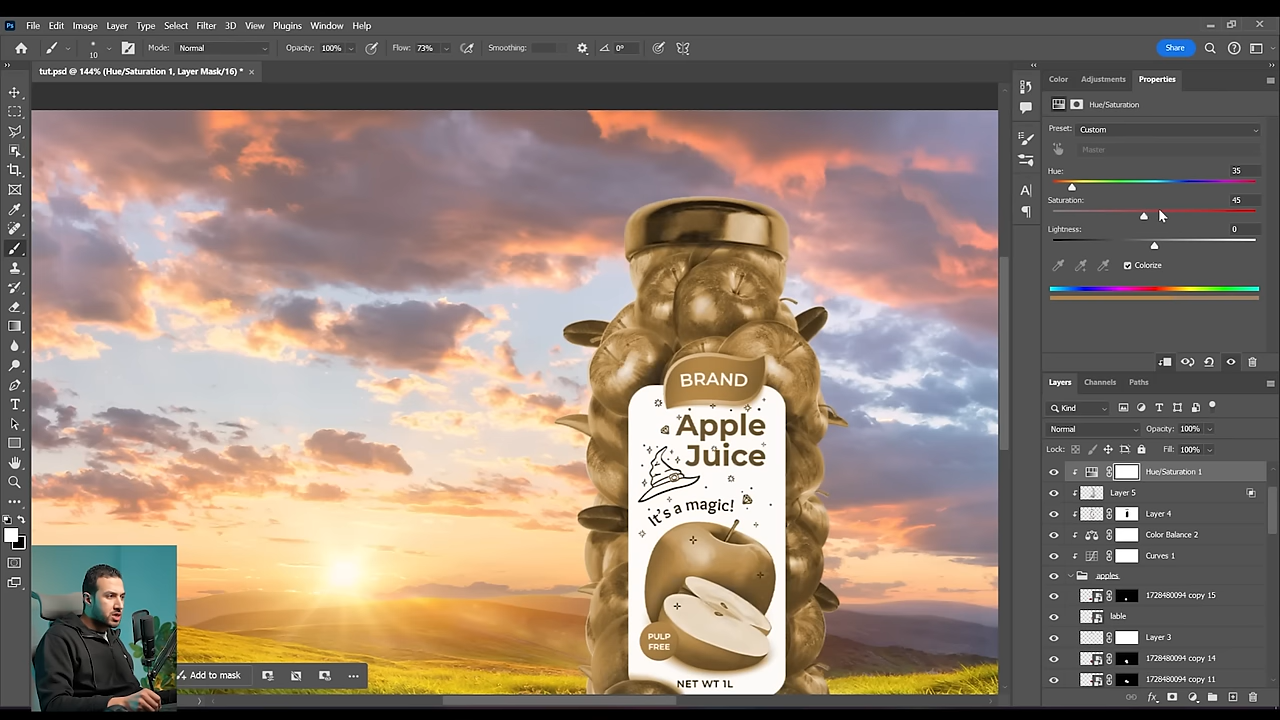 Ps File Edit Image Layer Type Select Filter 3D View Plugins Window Help
10 Mode: Normal Opacity: 100% Flow: 73% Smoothing: 0° Share
tut.psd @ 144% (Hue/Saturation 1, Layer Mask/16) * ×
Color Adjustments Properties
Hue/Saturation
Preset: Custom
Master
Hue: 35
Saturation: 45
Lightness: 0
Colorize
Layers Channels Paths
Kind
Normal Opacity: 100%
Lock: Fill: 100%
Hue/Saturation 1
Layer 5
Layer 4
Color Balance 2
Curves 1
apples
1728480094 copy 15
lable
Layer 3
1728480094 copy 14
1728480094 copy 11
BRAND
Apple
Juice
It's a magic!
PULP
FREE
NET WT 1L
Add to mask